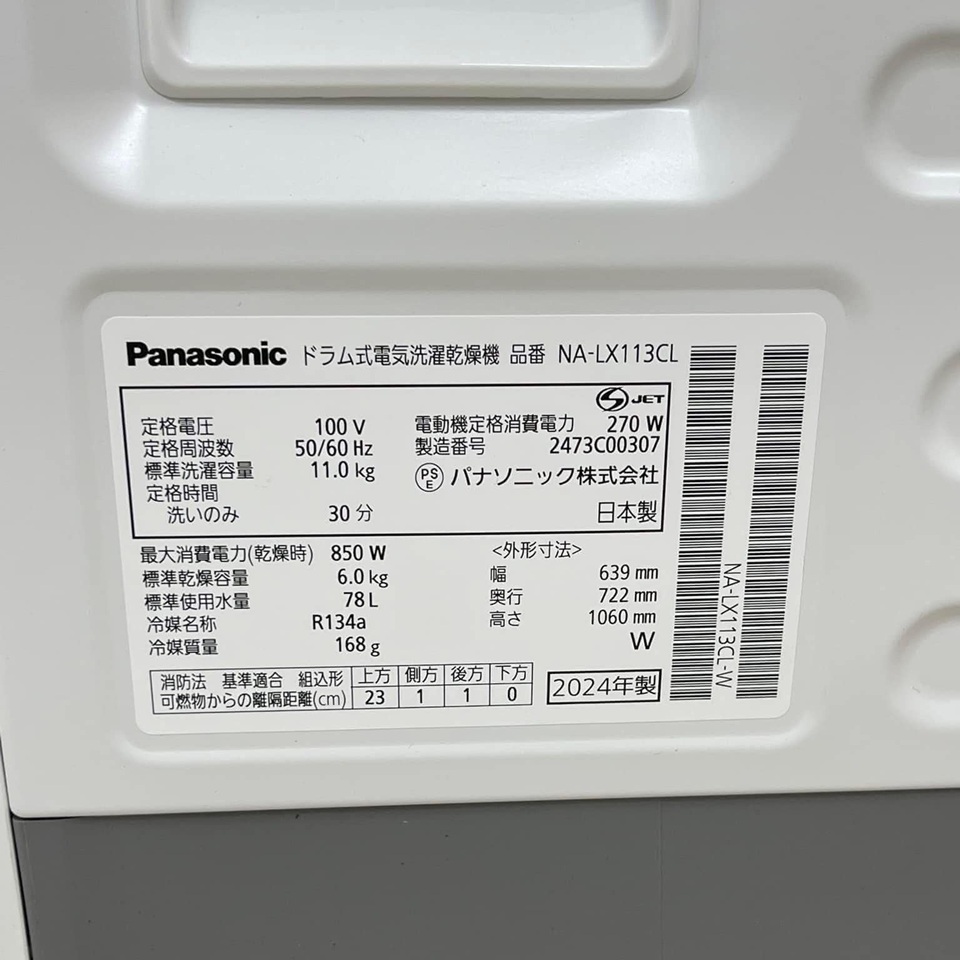 Panasonic ドラム式電気洗濯乾燥機 品番 NA-LX113CL
S JET
定格電圧 100 V
定格周波数 50/60 Hz
標準洗濯容量 11.0 kg
定格時間
洗いのみ 30 分
電動機定格消費電力 270 W
製造番号 2473C00307
PS E パナソニック株式会社
日本製
最大消費電力(乾燥時) 850 W
標準乾燥容量 6.0 kg
標準使用水量 78 L
冷媒名称 R134a
冷媒質量 168 g
<外形寸法>
幅 639 mm
奥行 722 mm
高さ 1060 mm
W
消防法 基準適合 組込形 上方 側方 後方 下方
可燃物からの離隔距離(cm) 23 1 1 0
2024年製
NA-LX113CL-W